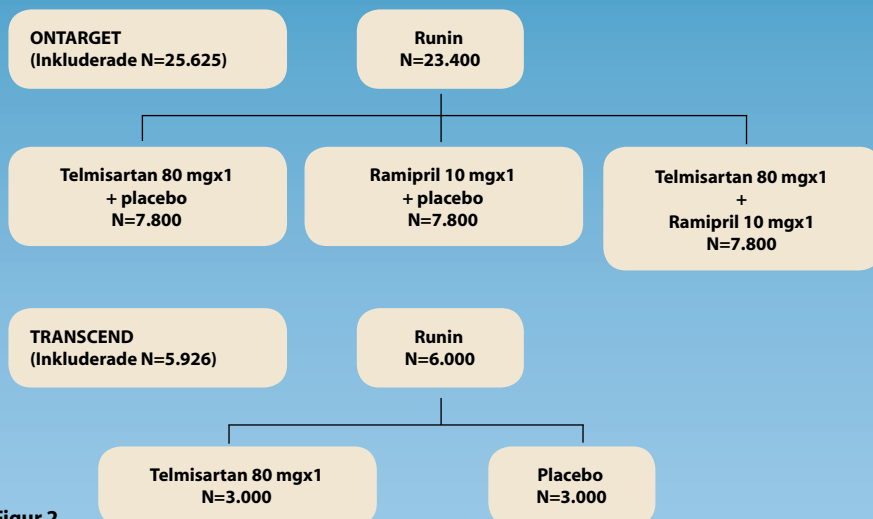 ONTARGET
(Inkluderade N=25.625)
Runin
N=23.400
Telmisartan 80 mgx1
+ placebo
N=7.800
Ramipril 10 mgx1
+ placebo
N=7.800
Telmisartan 80 mgx1
+
Ramipril 10 mgx1
N=7.800
TRANSCEND
(Inkluderade N=5.926)
Runin
N=6.000
Telmisartan 80 mgx1
N=3.000
Placebo
N=3.000
Figur 2